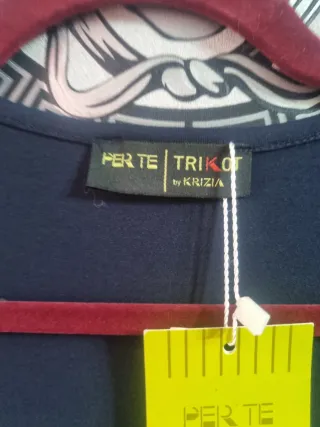 PER TE | TRIKOT
by KRIZIA
PER TE